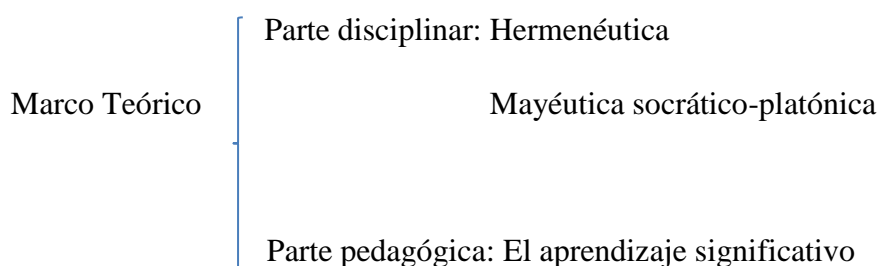 Parte disciplinar: Hermenéutica
Marco Teórico Mayéutica socrático-platónica
Parte pedagógica: El aprendizaje significativo